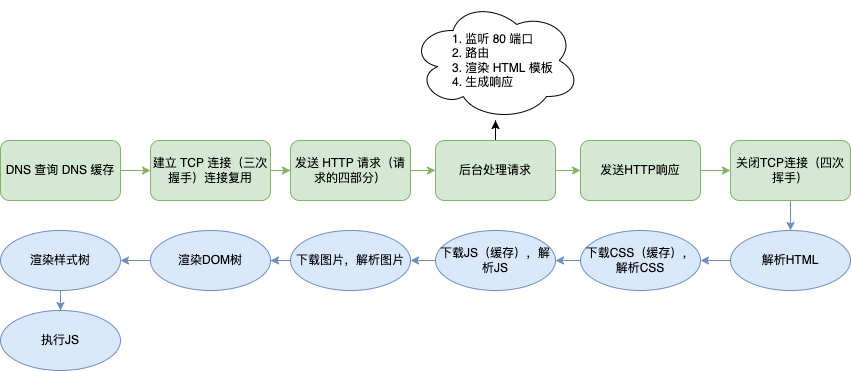 1. 监听 80 端口
2. 路由
3. 渲染 HTML 模板
4. 生成响应
DNS 查询 DNS 缓存
建立 TCP 连接（三次
握手）连接复用
发送 HTTP 请求（请
求的四部分）
后台处理请求
发送HTTP响应
关闭TCP连接（四次
挥手）
渲染样式树
渲染DOM树
下载图片，解析图片
下载JS（缓存），解
析JS
下载CSS（缓存），
解析CSS
解析HTML
执行JS